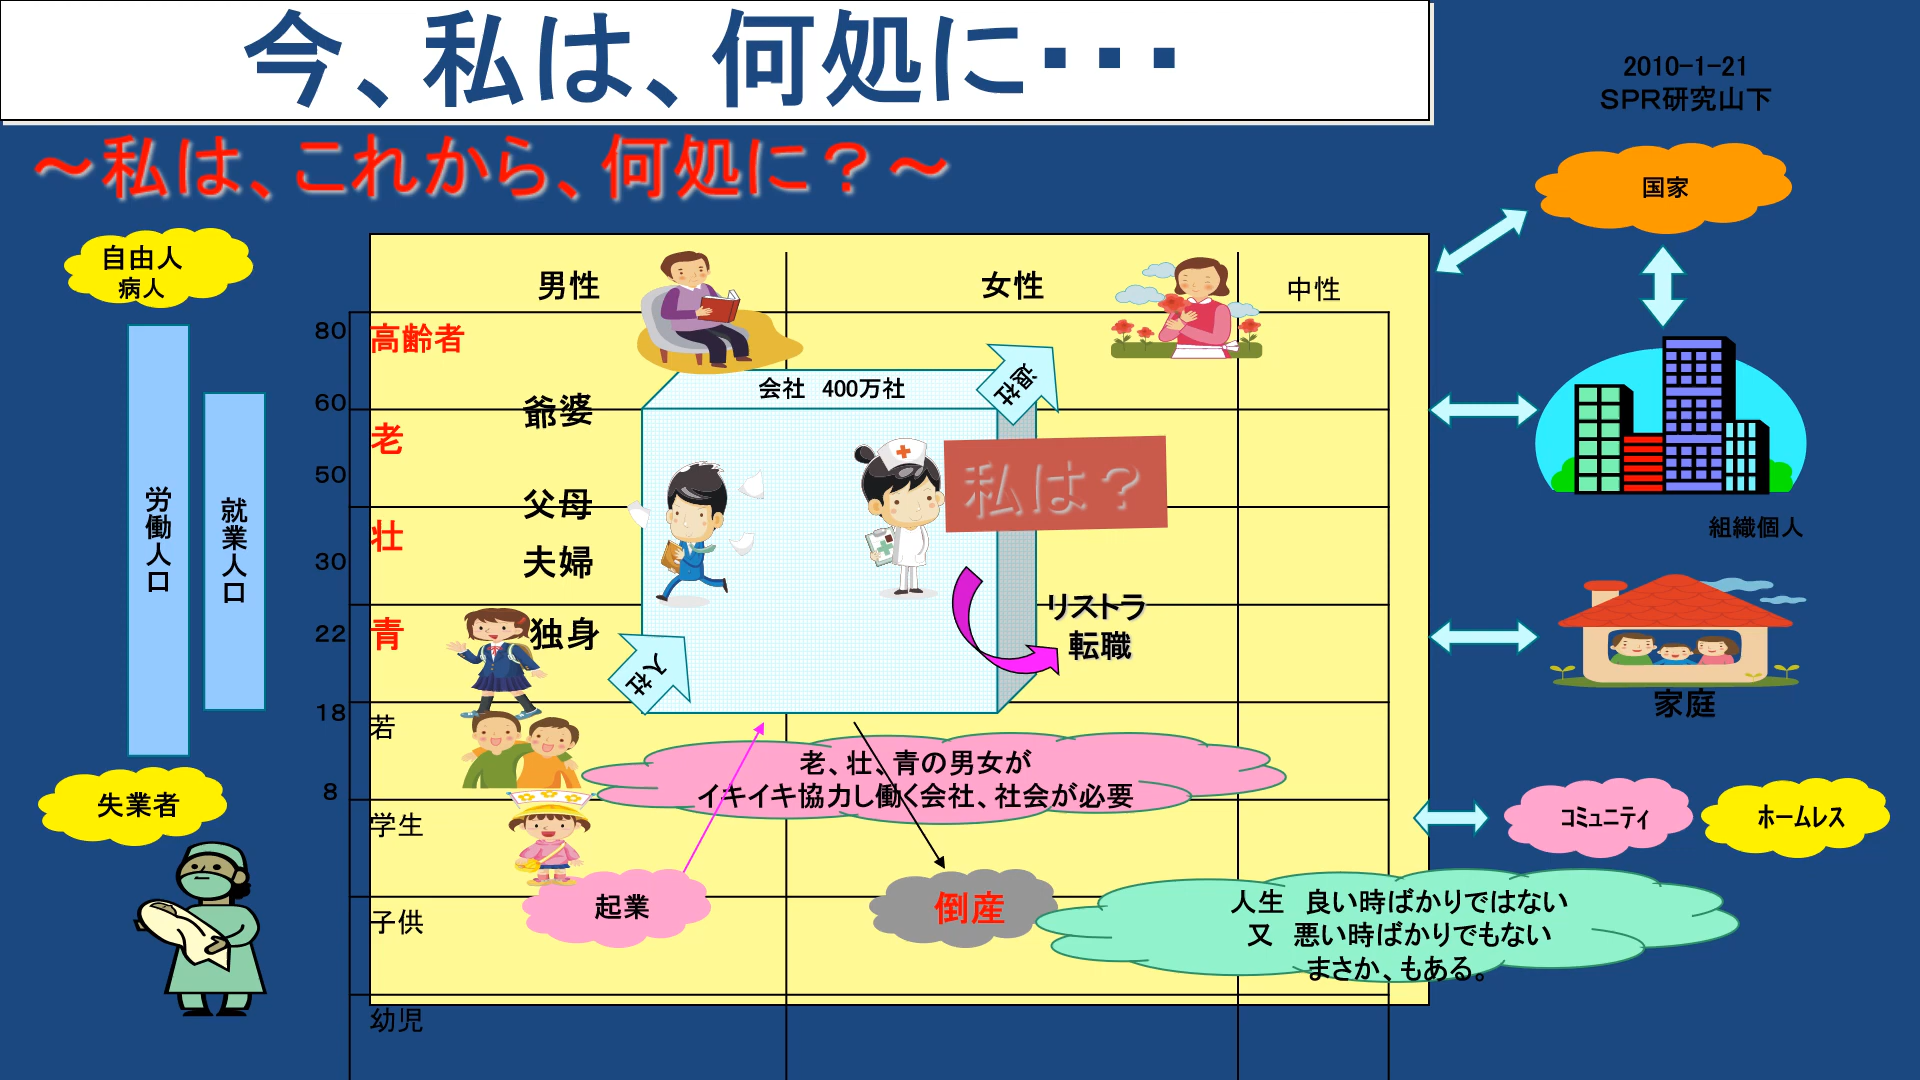 今、私は、何処に・・・
2010-1-21
SPR研究山下
～私は、これから、何処に？～
国家
自由人
病人
男性
女性
中性
80
高齢者
退社
会社　400万社
60
爺婆
老
私は？
50
父母
労働人口
就業人口
組織個人
壮
30
夫婦
リストラ
転職
22
青
独身
入社
家庭
18
若
老、壮、青の男女が
イキイキ協力し働く会社、社会が必要
8
失業者
コミュニティ
ホームレス
学生
起業
倒産
人生　良い時ばかりではない
又　悪い時ばかりでもない
まさか、もある。
子供
幼児